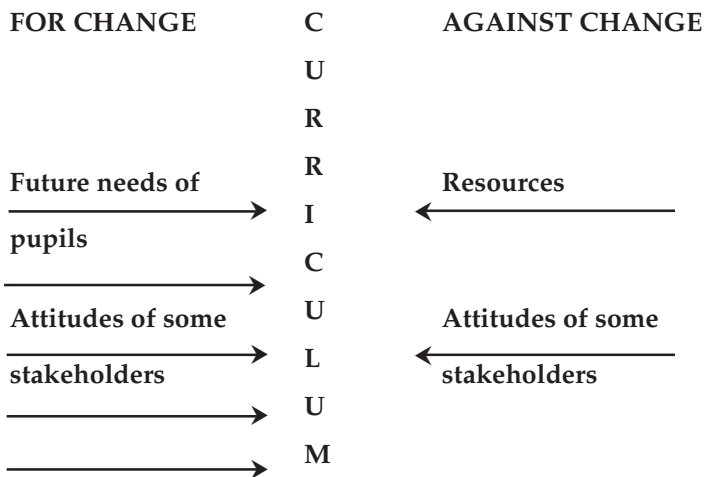 FOR CHANGE
C
AGAINST CHANGE
U
R
R
Future needs of
Resources
I
pupils
C
U
Attitudes of some
Attitudes of some
L
stakeholders
stakeholders
U
M